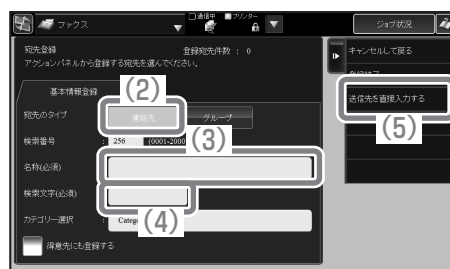 ファクス
通信中
プリンター
ジョブ状況
宛先登録
登録宛先件数 : 0
アクションパネルから登録する宛先を選んでください。
キャンセルして戻る
基本情報登録
(2)
送信先を直接入力する
(5)
宛先のタイプ :
連絡先
グループ
(3)
検索番号 : 256 (0001-2000
名称(必須)
検索文字(必須)
(4)
カテゴリー選択 :
得意先にも登録する